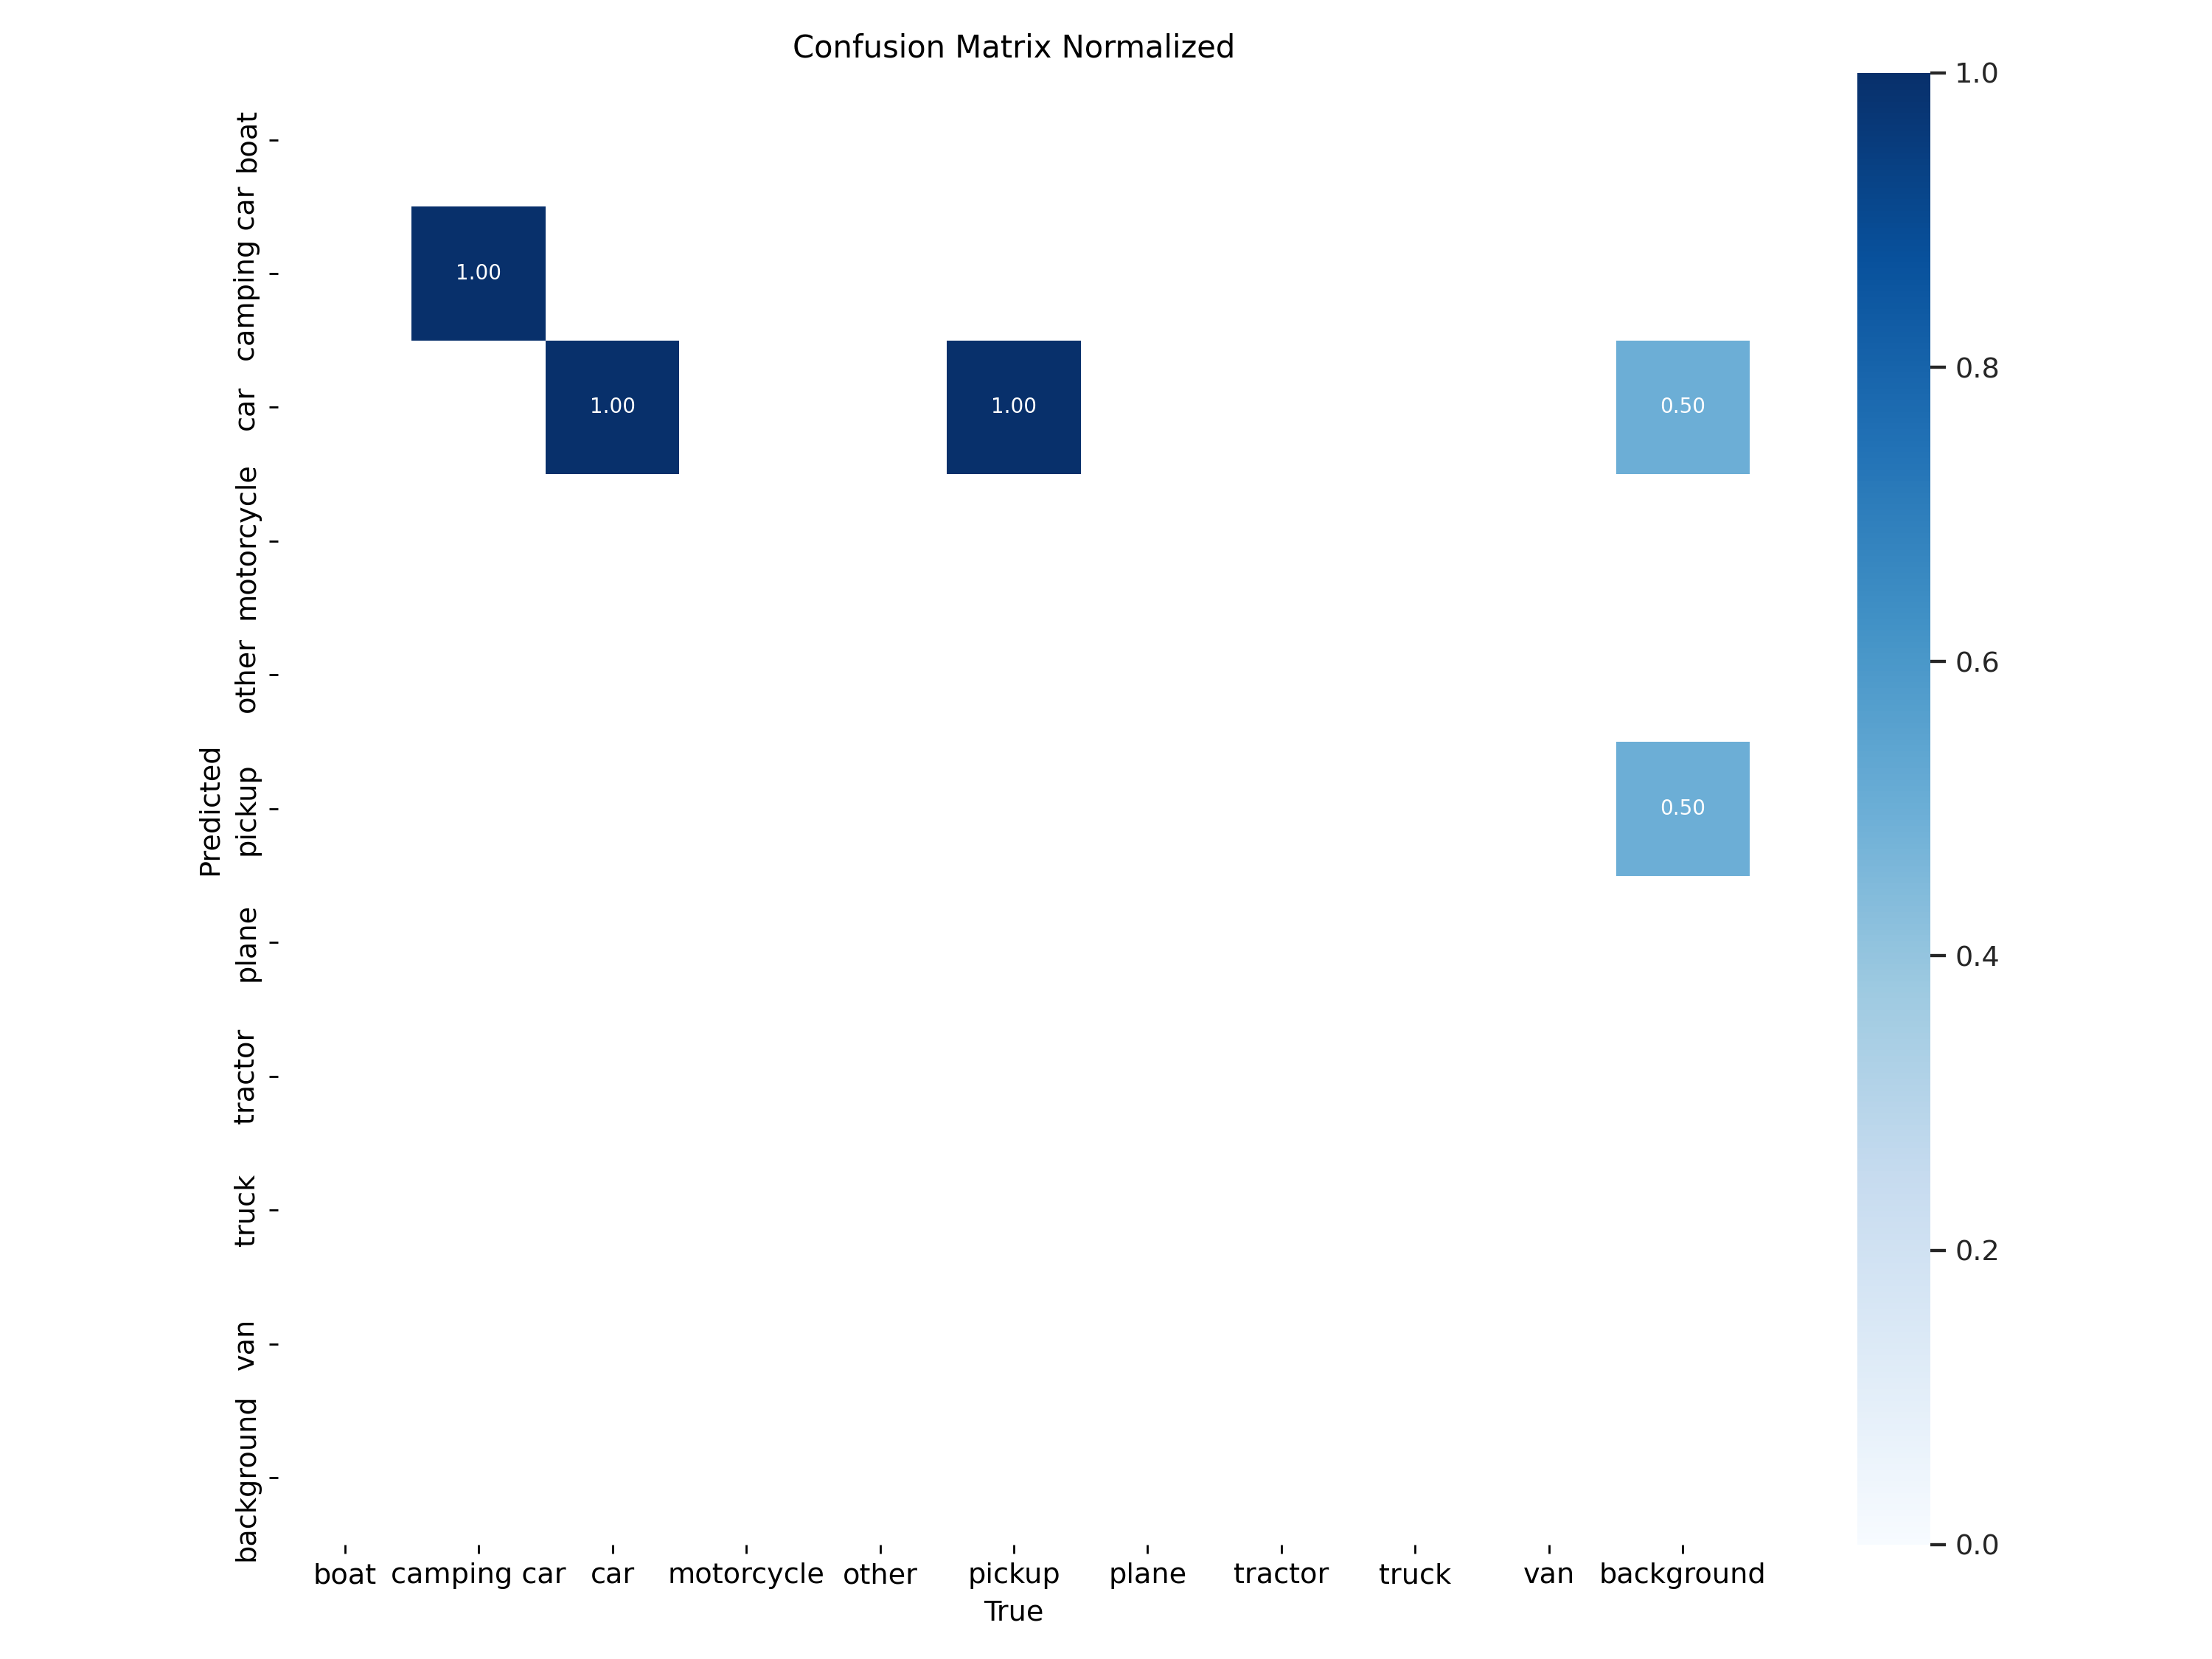 Confusion Matrix Normalized
Predicted
boat
camping car
car
motorcycle
other
pickup
plane
tractor
truck
van
background
1.00
1.00
1.00
0.50
0.50
boat
camping car
car
motorcycle
other
pickup
plane
tractor
truck
van
background
True
1.0
0.8
0.6
0.4
0.2
0.0